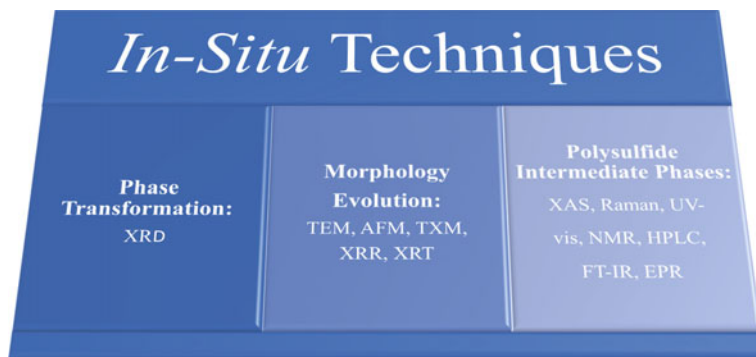 In-Situ Techniques
Phase
Transformation:
XRD
Morphology
Evolution:
TEM, AFM, TXM,
XRR, XRT
Polysulfide
Intermediate Phases:
XAS, Raman, UV-
vis, NMR, HPLC,
FT-IR, EPR